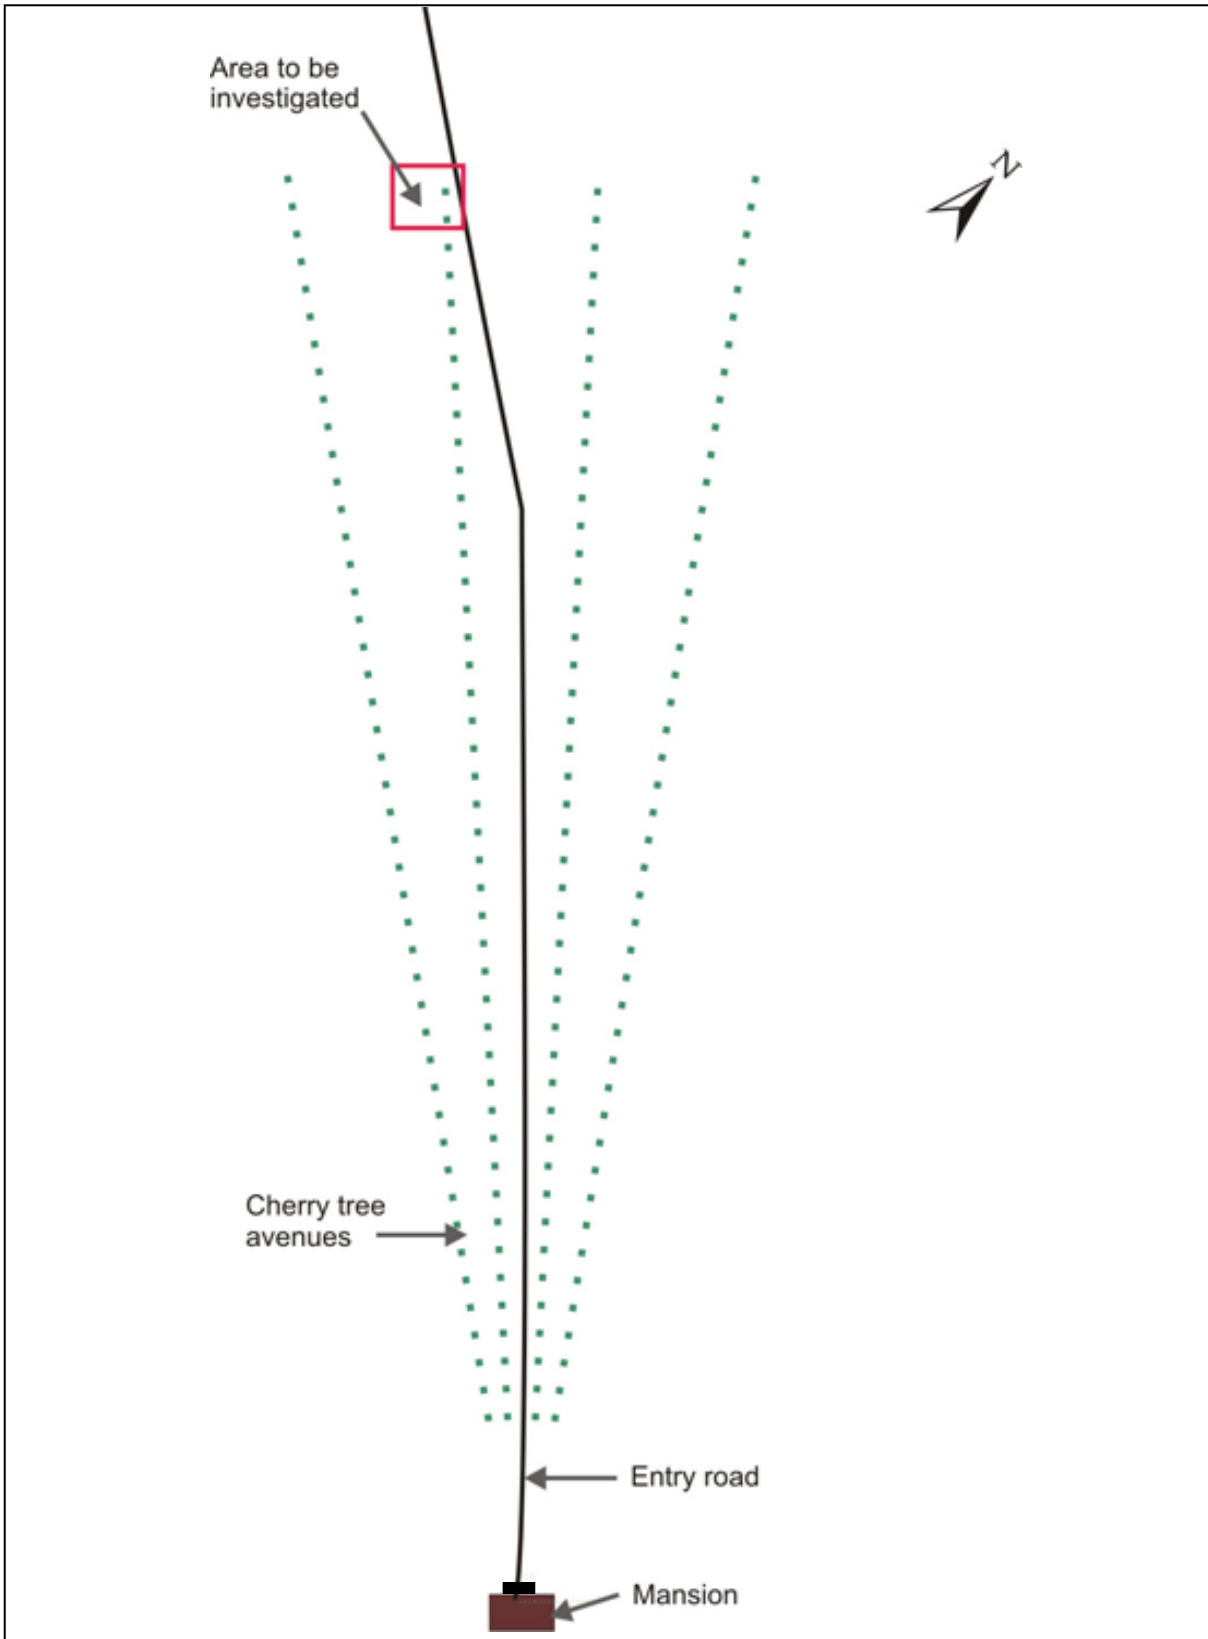 Area to be
investigated
N
Cherry tree
avenues
Entry road
Mansion